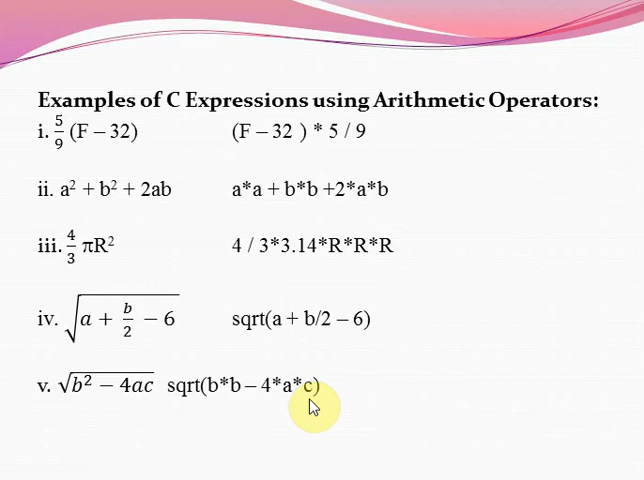 Examples of C Expressions using Arithmetic Operators:
i. 5/9 (F – 32) (F – 32 ) * 5 / 9
ii. a² + b² + 2ab a*a + b*b +2*a*b
iii. 4/3 πR² 4 / 3*3.14*R*R*R
iv. √(a + b/2 − 6) sqrt(a + b/2 – 6)
v. √(b² − 4ac) sqrt(b*b – 4*a*c)